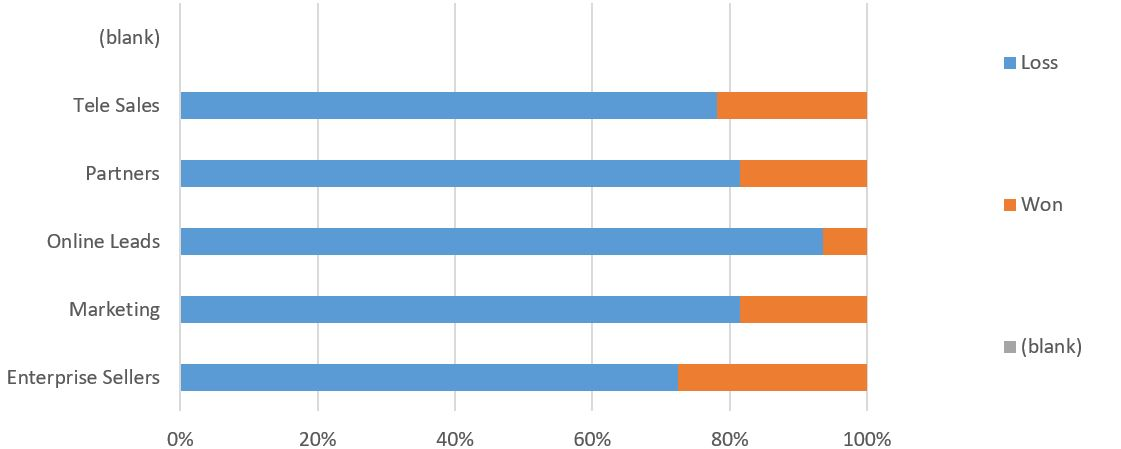 (blank)
Tele Sales
Partners
Online Leads
Marketing
Enterprise Sellers
0% 20% 40% 60% 80% 100%
Loss
Won
(blank)